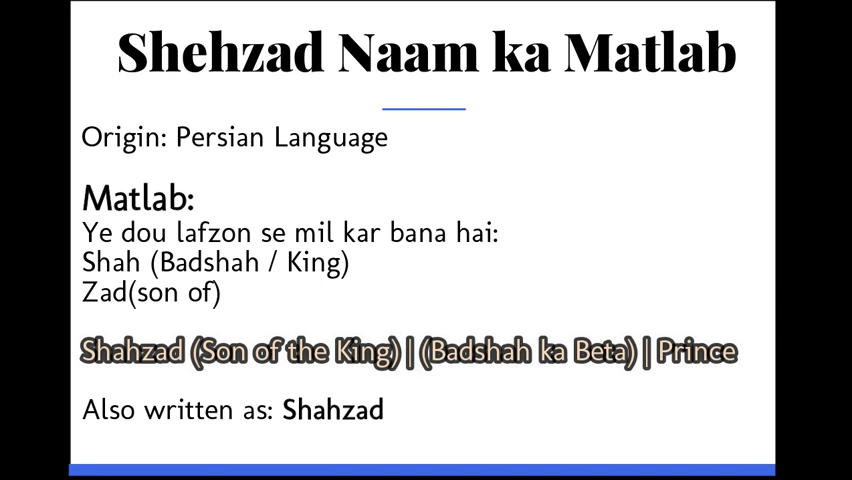 Shehzad Naam ka Matlab
Origin: Persian Language
Matlab:
Ye dou lafzon se mil kar bana hai:
Shah (Badshah / King)
Zad(son of)
Shahzad (Son of the King) | (Badshah ka Beta) | Prince
Also written as: Shahzad